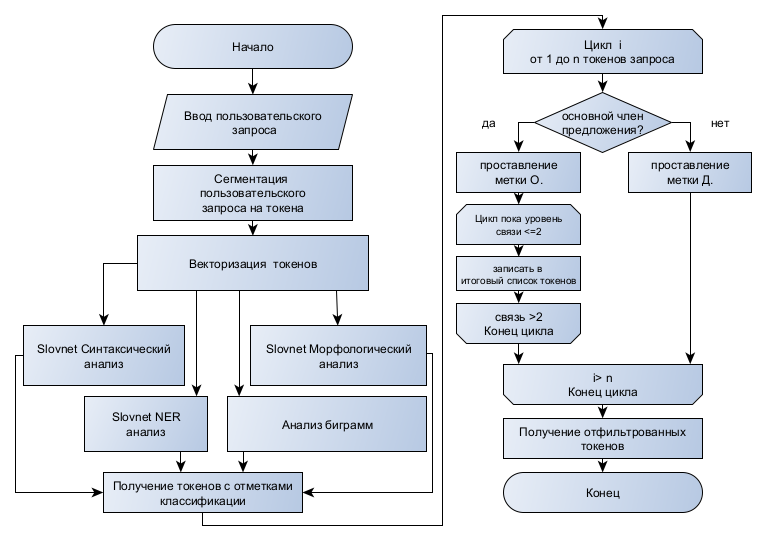 Начало
Ввод пользовательского
запроса
Сегментация
пользовательского
запроса на токена
Векторизация токенов
Slovnet Синтаксический
анализ
Slovnet Морфологический
анализ
Slovnet NER
анализ
Анализ биграмм
Получение токенов с отметками
классификации
Цикл i
от 1 до n токенов запроса
основной член
предложения?
да
нет
проставление
метки О.
проставление
метки Д.
Цикл пока уровень
связи <=2
записать в
итоговый список токенов
связь >2
Конец цикла
i> n
Конец цикла
Получение отфильтрованных
токенов
Конец